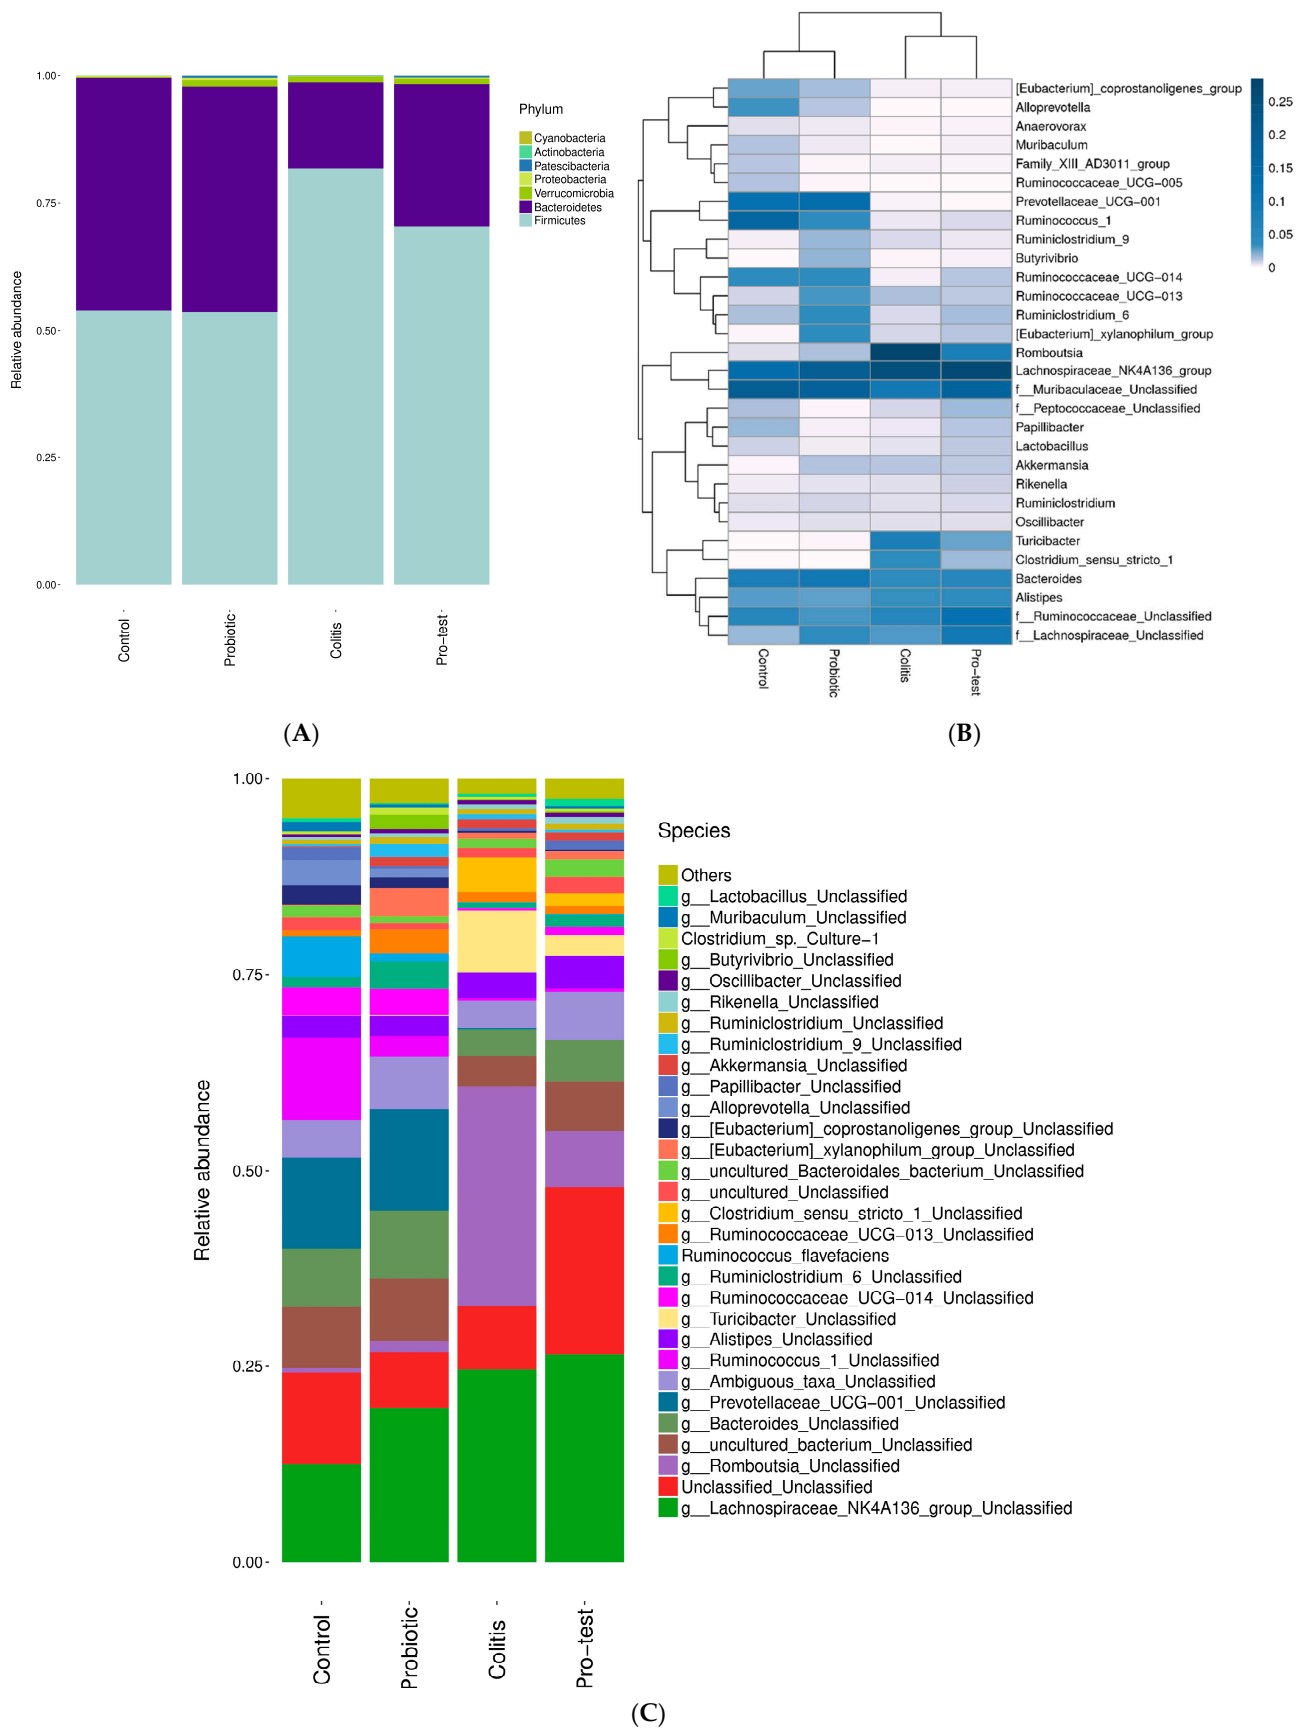 1.00
0.75
0.50
0.25
0.00
Relative abundance
Control
Probiotic
Colitis
Pro-test
Phylum
Cyanobacteria
Actinobacteria
Patescibacteria
Proteobacteria
Verrucomicrobia
Bacteroidetes
Firmicutes
(A)
[Eubacterium]_coprostanoligenes_group
Alloprevotella
Anaerovorax
Muribaculum
Family_XIII_AD3011_group
Ruminococcaceae_UCG-005
Prevotellaceae_UCG-001
Ruminococcus_1
Ruminiclostridium_9
Butyrivibrio
Ruminococcaceae_UCG-014
Ruminococcaceae_UCG-013
Ruminiclostridium_6
[Eubacterium]_xylanophilum_group
Romboutsia
Lachnospiraceae_NK4A136_group
f__Muribaculaceae_Unclassified
f__Peptococcaceae_Unclassified
Papillibacter
Lactobacillus
Akkermansia
Rikenella
Ruminiclostridium
Oscillibacter
Turicibacter
Clostridium_sensu_stricto_1
Bacteroides
Alistipes
f__Ruminococcaceae_Unclassified
f__Lachnospiraceae_Unclassified
Control
Probiotic
Colitis
Pro-test
0.25
0.2
0.15
0.1
0.05
0
(B)
1.00
0.75
0.50
0.25
0.00
Relative abundance
Control
Probiotic
Colitis
Pro-test
Species
Others
g__Lactobacillus_Unclassified
g__Muribaculum_Unclassified
Clostridium_sp._Culture-1
g__Butyrivibrio_Unclassified
g__Oscillibacter_Unclassified
g__Rikenella_Unclassified
g__Ruminiclostridium_Unclassified
g__Ruminiclostridium_9_Unclassified
g__Akkermansia_Unclassified
g__Papillibacter_Unclassified
g__Alloprevotella_Unclassified
g__[Eubacterium]_coprostanoligenes_group_Unclassified
g__[Eubacterium]_xylanophilum_group_Unclassified
g__uncultured_Bacteroidales_bacterium_Unclassified
g__uncultured_Unclassified
g__Clostridium_sensu_stricto_1_Unclassified
g__Ruminococcaceae_UCG-013_Unclassified
Ruminococcus_flavefaciens
g__Ruminiclostridium_6_Unclassified
g__Ruminococcaceae_UCG-014_Unclassified
g__Turicibacter_Unclassified
g__Alistipes_Unclassified
g__Ruminococcus_1_Unclassified
g__Ambiguous_taxa_Unclassified
g__Prevotellaceae_UCG-001_Unclassified
g__Bacteroides_Unclassified
g__uncultured_bacterium_Unclassified
g__Romboutsia_Unclassified
Unclassified_Unclassified
g__Lachnospiraceae_NK4A136_group_Unclassified
(C)